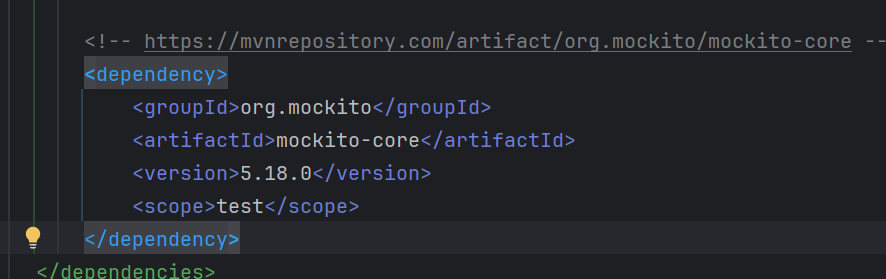 <!-- https://mvnrepository.com/artifact/org.mockito/mockito-core --
<dependency>
<groupId>org.mockito</groupId>
<artifactId>mockito-core</artifactId>
<version>5.18.0</version>
<scope>test</scope>
</dependency>
</dependencies>